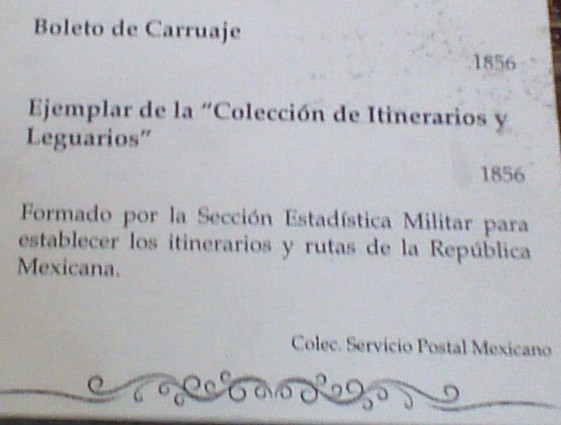 Boleto de Carruaje
1856
Ejemplar de la "Colección de Itinerarios y
Leguarios"
1856
Formado por la Sección Estadística Militar para
establecer los itinerarios y rutas de la República
Mexicana.
Colec. Servicio Postal Mexicano